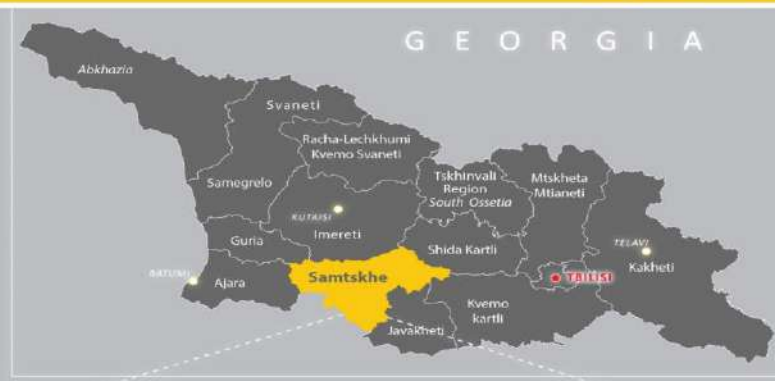 G E O R G I A
Abkhazia
Svaneti
Racha-Lechkhumi
Kvemo Svaneti
Tskhinvali
Region
South Ossetia
Mtskheta
Mtianeti
Samegrelo
KUTAISI
Imereti
Guria
Shida Kartli
TELAVI
Kakheti
BATUMI
Ajara
Samtskhe
TBILISI
Kvemo
kartli
Javakheti